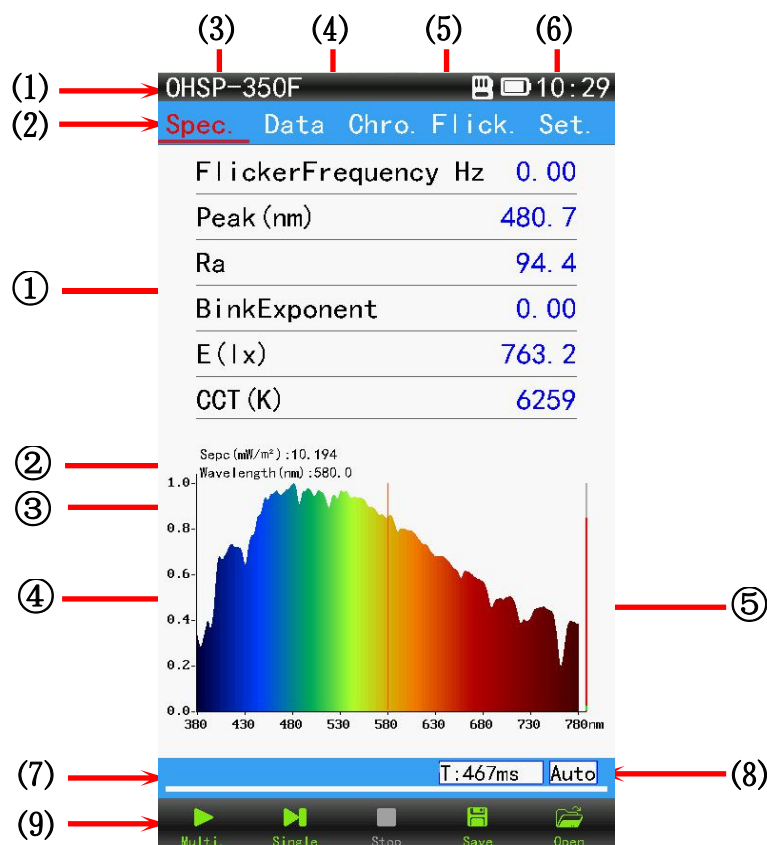 (3) (4) (5) (6)
(1) OHSP-350F 10:29
(2) Spec. Data Chro. Flick. Set.
FlickerFrequency Hz 0.00
Peak(nm) 480.7
① Ra 94.4
BinkExponent 0.00
E(lx) 763.2
CCT(K) 6259
② Sepc(mW/m²):10.194
Wavelength(nm):580.0
1.0
③ 0.8
0.6
④ 0.4 ⑤
0.2
0.0
380 430 480 530 580 630 680 730 780nm
(7) T:467ms Auto (8)
(9) Multi. Single Stop Save Open